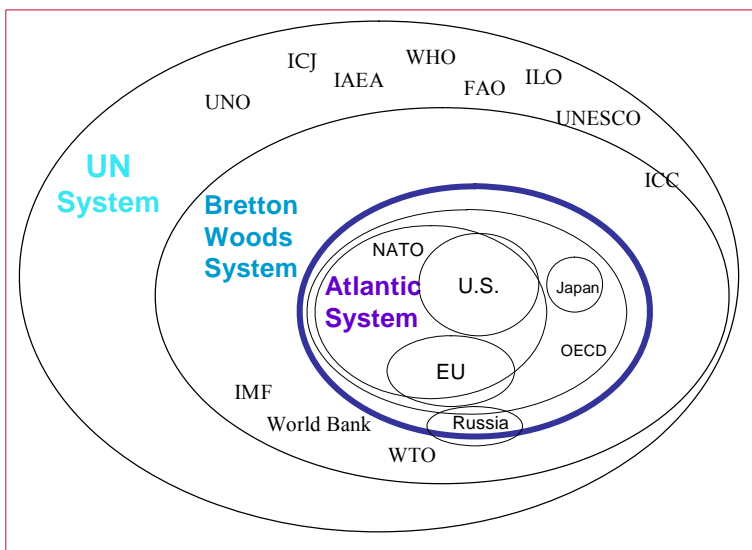 ICJ
WHO
IAEA
ILO
FAO
UNO
UNESCO
UN
System
ICC
Bretton
Woods
System
NATO
U.S.
Japan
Atlantic
System
OECD
EU
IMF
World Bank
Russia
WTO